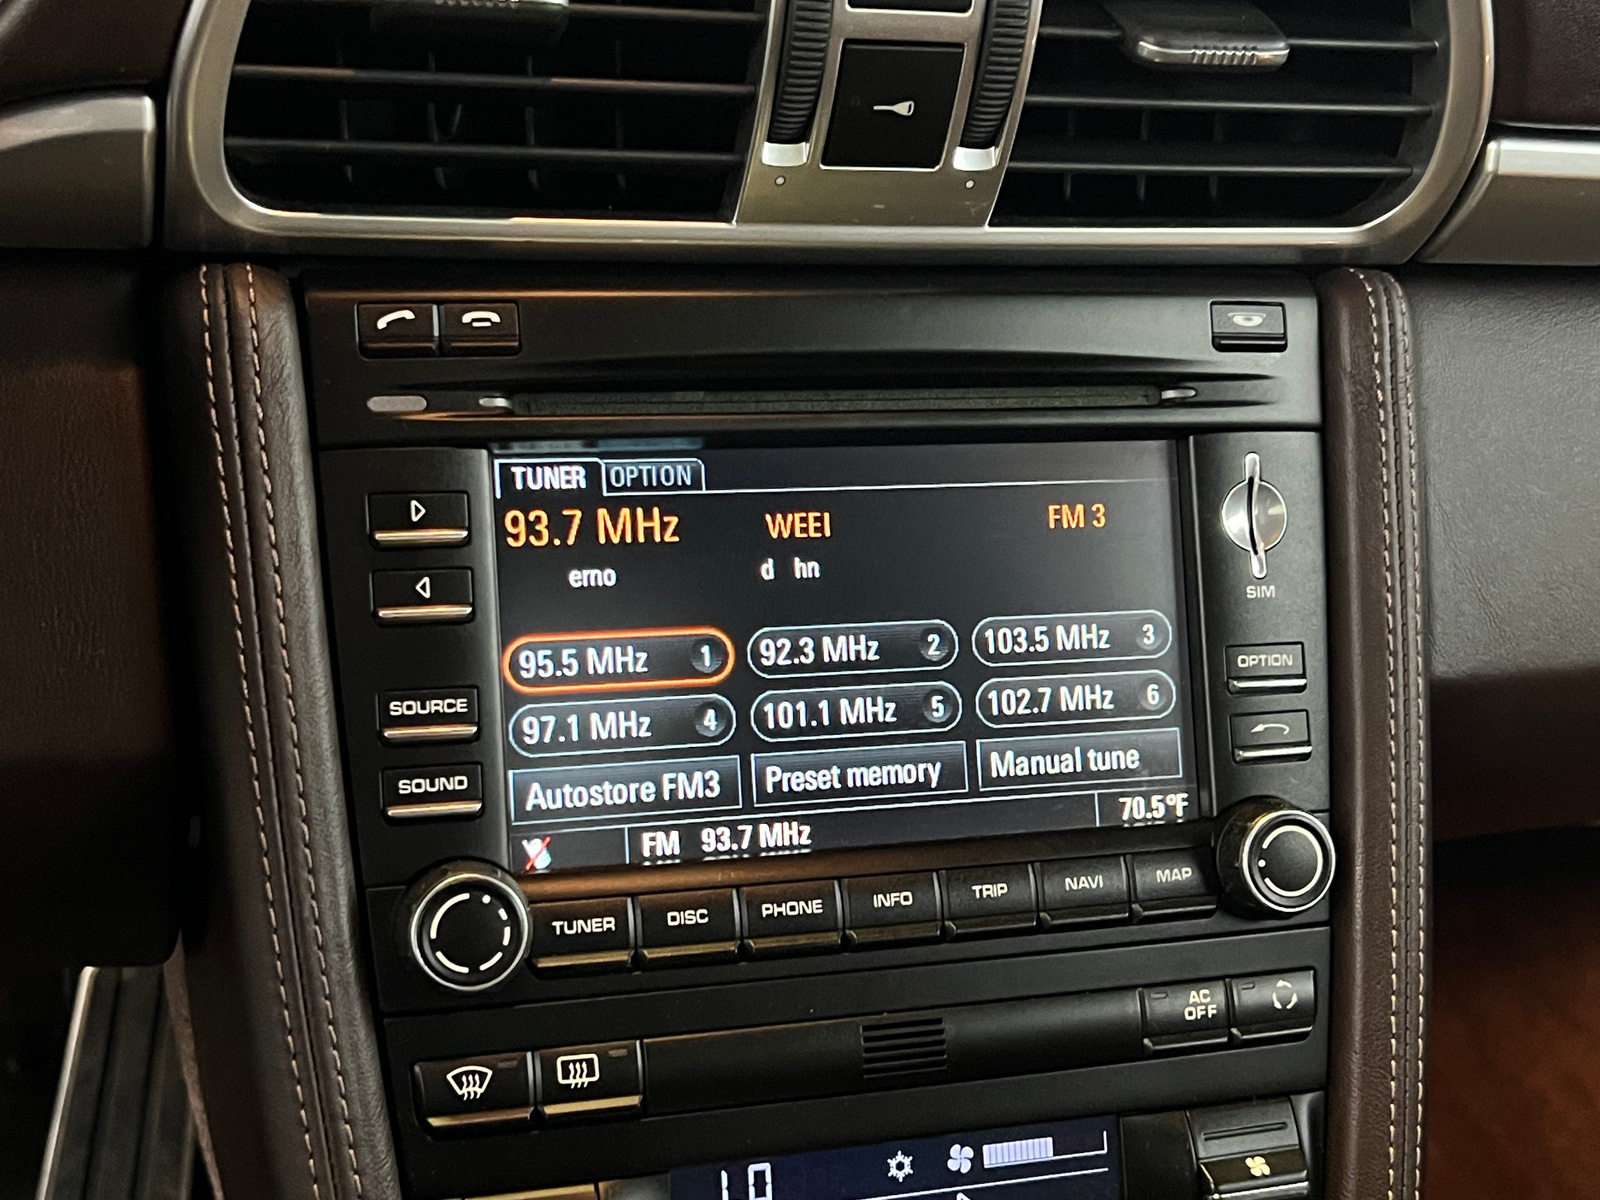 TUNER OPTION
93.7 MHz WEEI FM 3
erno d hn
SIM
95.5 MHz 1 92.3 MHz 2 103.5 MHz 3
97.1 MHz 4 101.1 MHz 5 102.7 MHz 6
Autostore FM3 Preset memory Manual tune
FM 93.7 MHz 70.5°F
SOURCE
SOUND
OPTION
TUNER DISC PHONE INFO TRIP NAVI MAP
AC
OFF